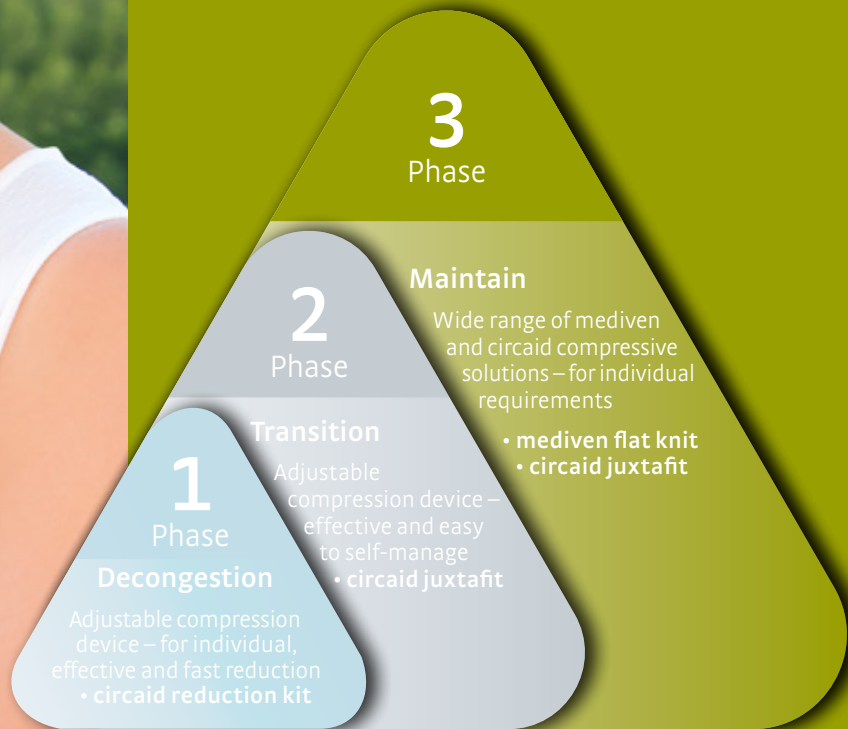 3
Phase
Maintain
Wide range of mediven
and circaid compressive
solutions – for individual
requirements
• mediven flat knit
• circaid juxtafit
2
Phase
Transition
Adjustable
compression device –
effective and easy
to self-manage
• circaid juxtafit
1
Phase
Decongestion
Adjustable compression
device – for individual,
effective and fast reduction
• circaid reduction kit